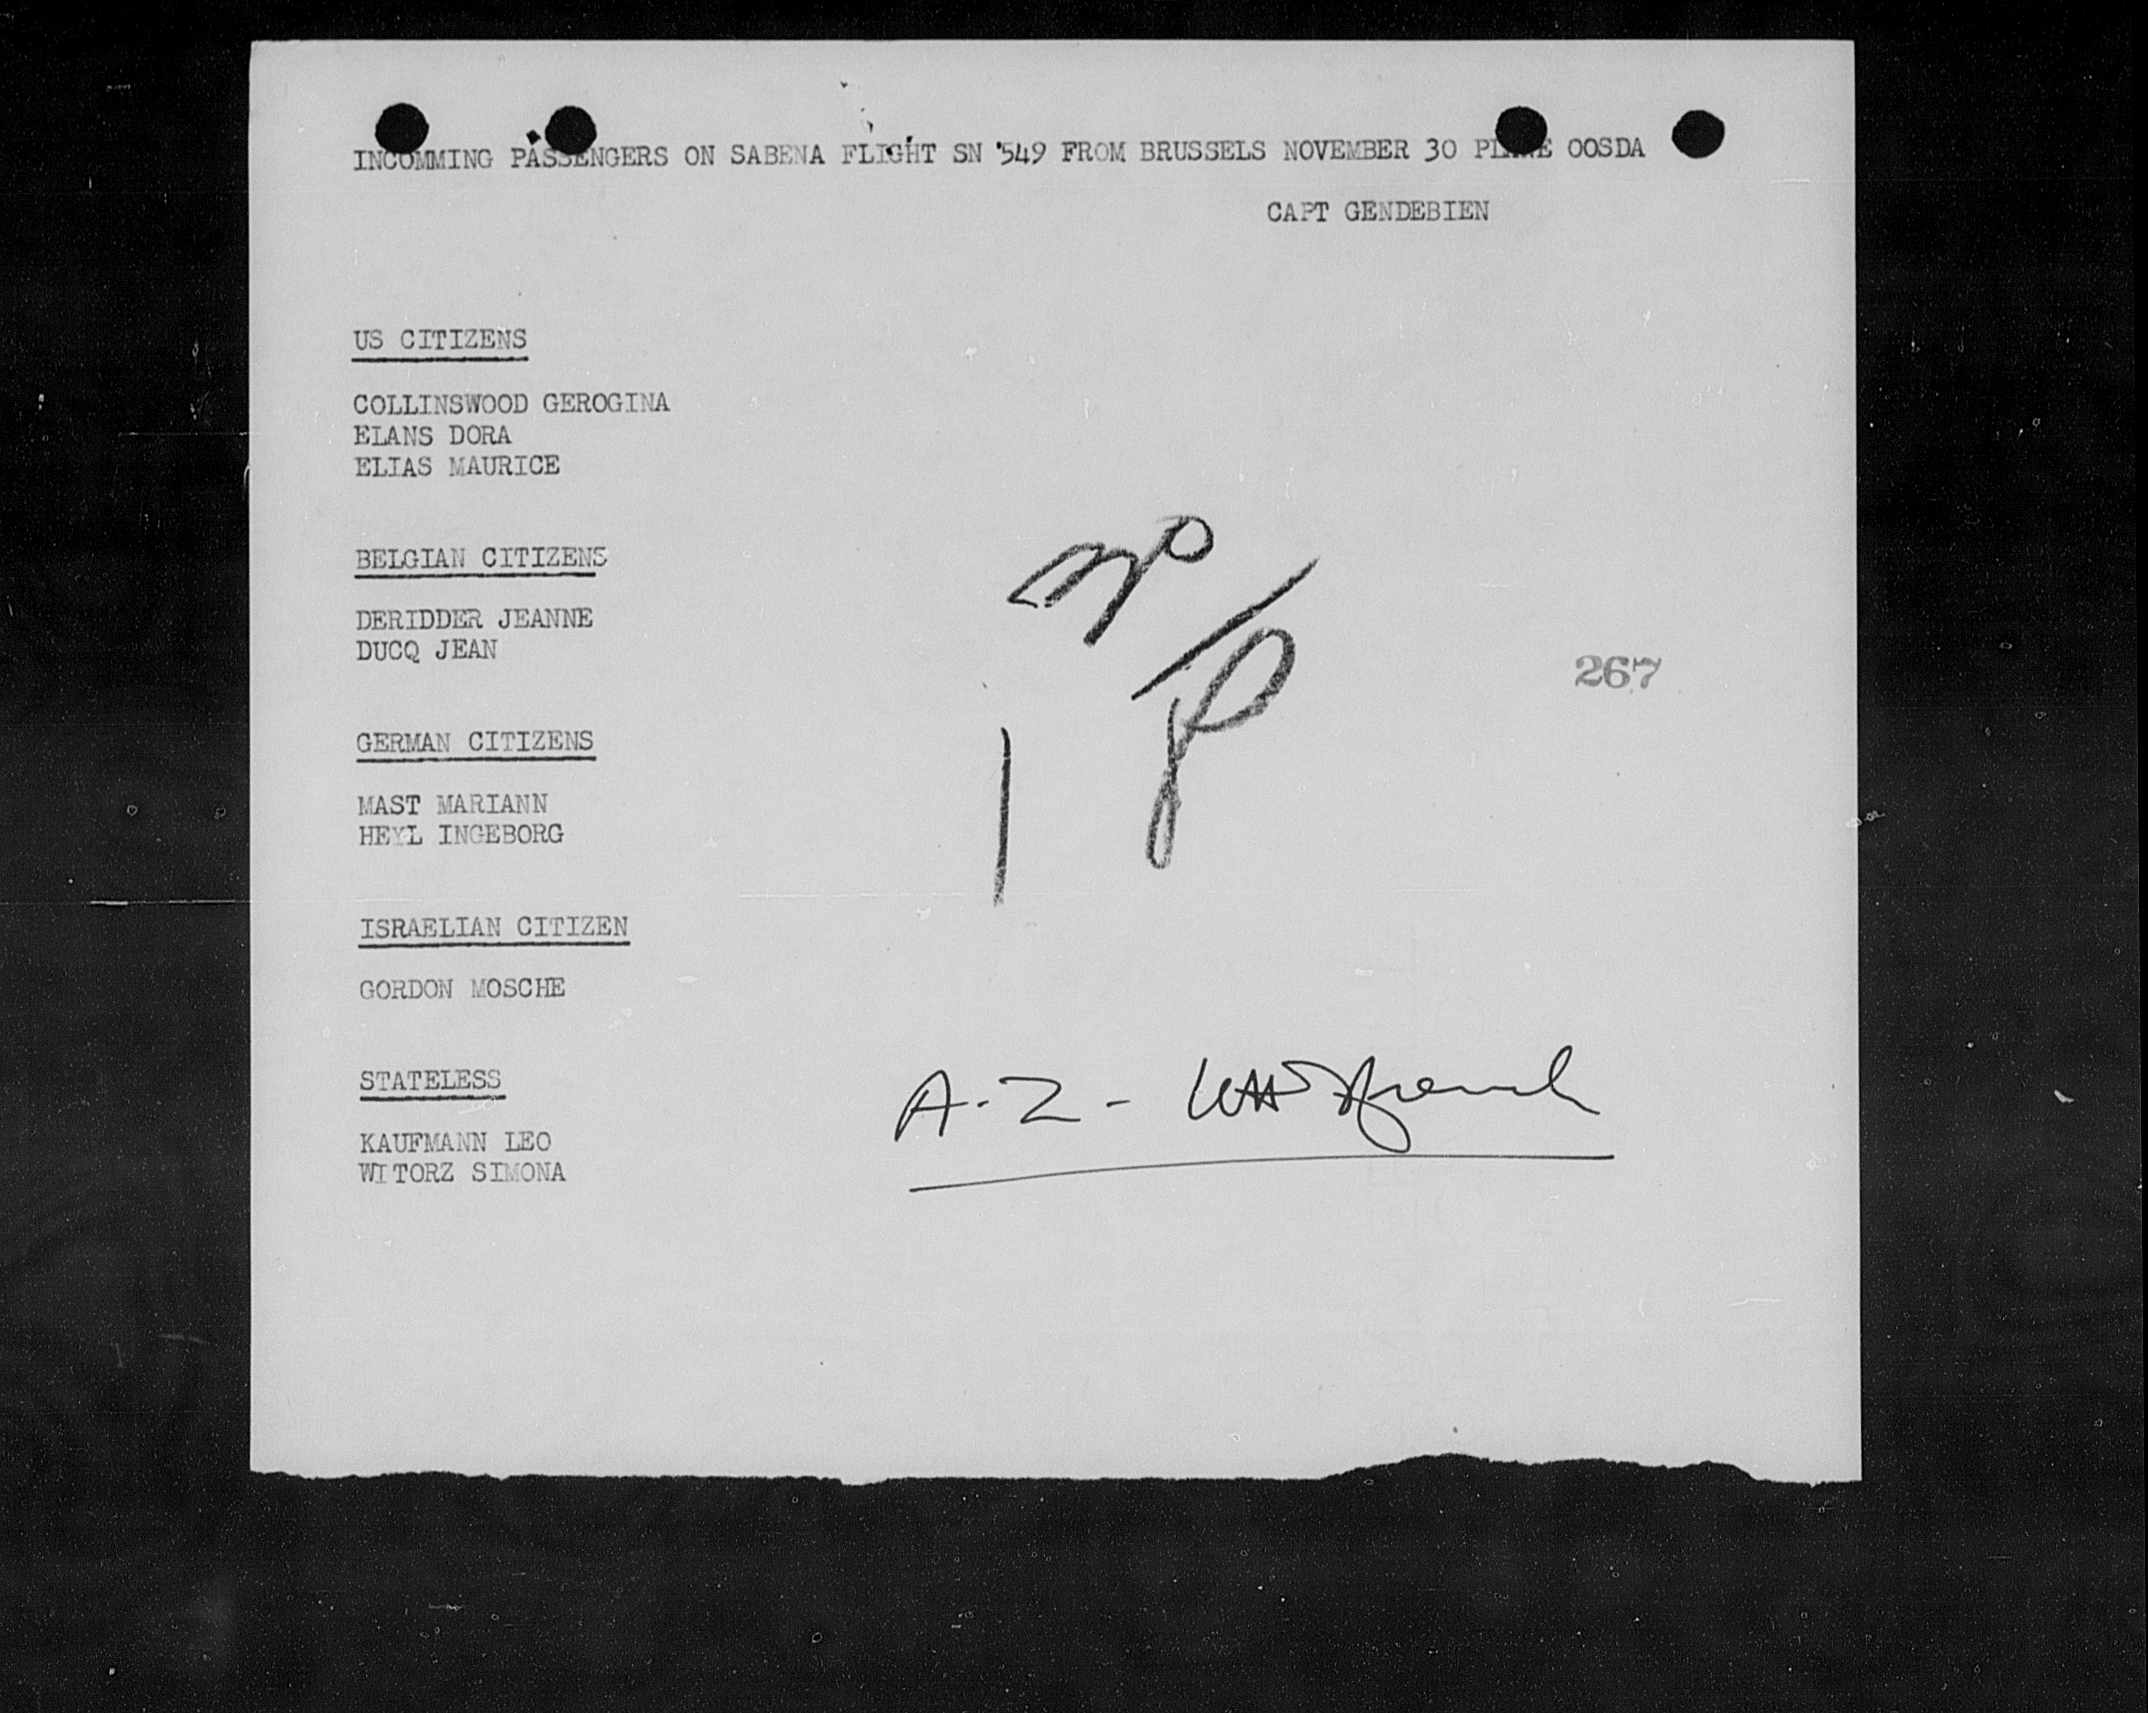 INCOMMING PASSENGERS ON SABENA FLIGHT SN 549 FROM BRUSSELS NOVEMBER 30 PLANE OOSDA
CAPT GENDEBIEN
US CITIZENS
COLLINSWOOD GEROGINA
ELANS DORA
ELIAS MAURICE
BELGIAN CITIZENS
DERIDDER JEANNE
DUCQ JEAN
267
GERMAN CITIZENS
MAST MARIANN
HEYL INGEBORG
ISRAELIAN CITIZEN
GORDON MOSCHE
STATELESS
A-Z -
KAUFMANN LEO
WITORZ SIMONA